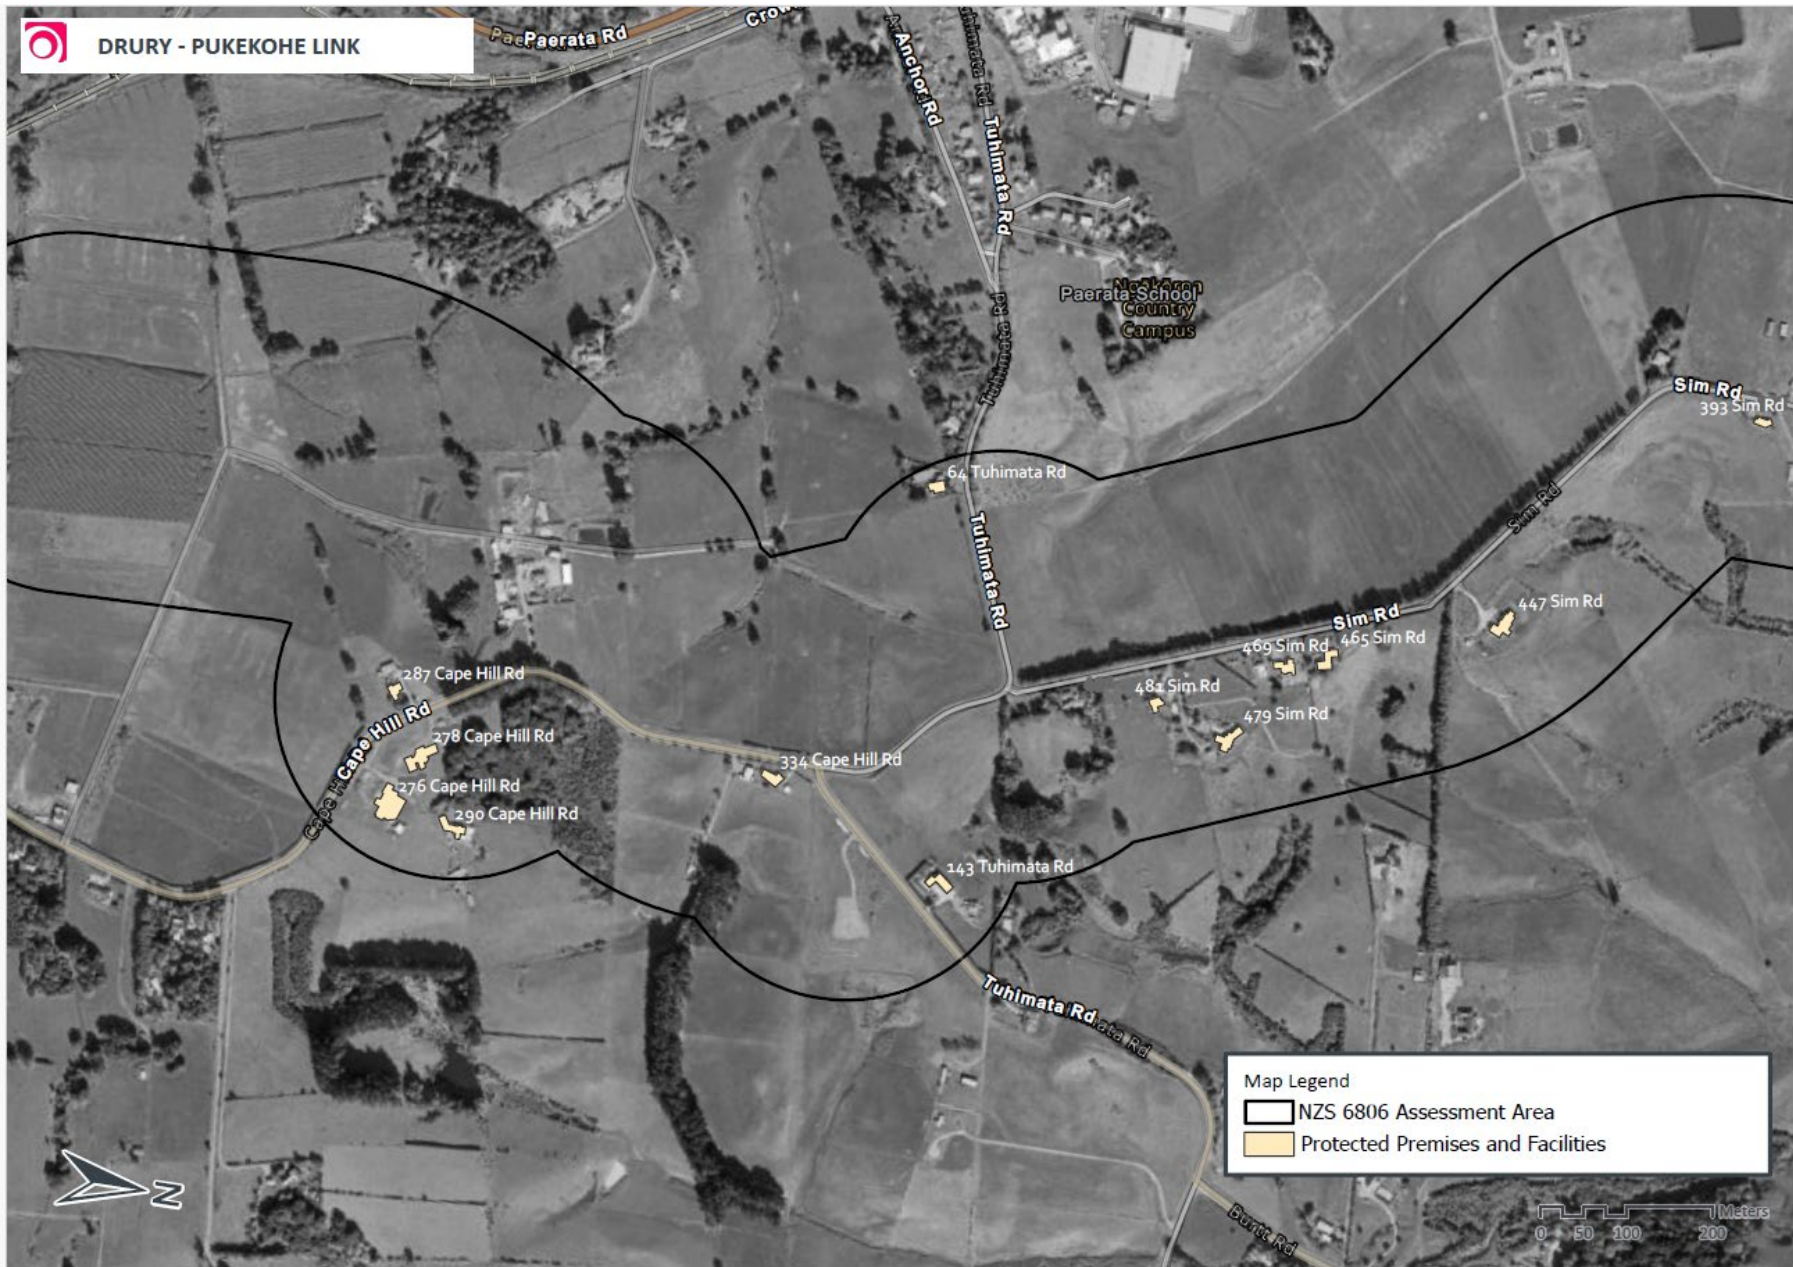 DRURY - PUKEKOHE LINK
Paerata Rd
Anchor Rd
Tuhimata Rd
Tuhimata Rd
Paerata School
Country
Campus
Tuhimata Rd
Sim Rd
393 Sim Rd
64 Tuhimata Rd
Sim Rd
Tuhimata Rd
447 Sim Rd
Sim Rd
469 Sim Rd
465 Sim Rd
287 Cape Hill Rd
481 Sim Rd
Cape Hill Rd
479 Sim Rd
278 Cape Hill Rd
334 Cape Hill Rd
276 Cape Hill Rd
290 Cape Hill Rd
143 Tuhimata Rd
Tuhimata Rd
Map Legend
NZS 6806 Assessment Area
Protected Premises and Facilities
N
Burtt Rd
Meters
0 50 100 200